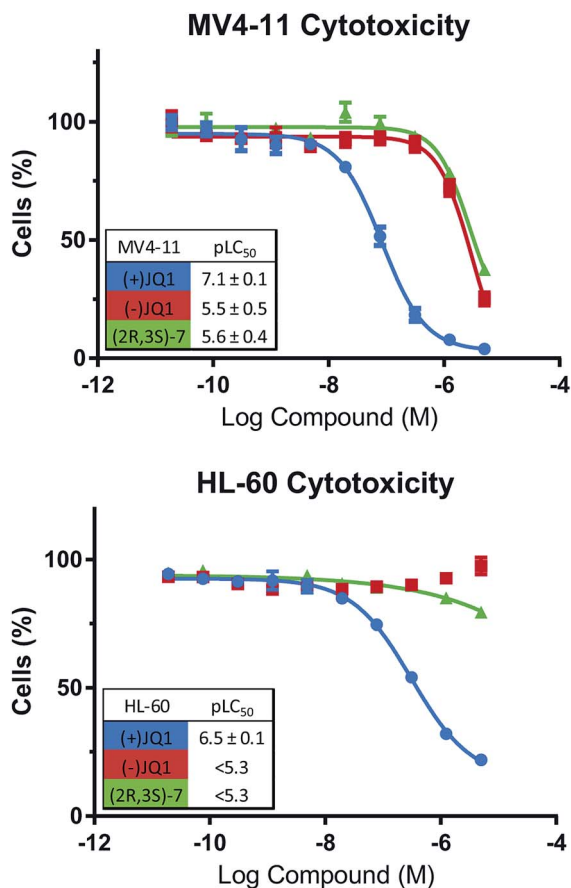 MV4-11 Cytotoxicity
100
50
0
Cells (%)
MV4-11 pLC50
(+)JQ1 7.1 ± 0.1
(-)JQ1 5.5 ± 0.5
(2R,3S)-7 5.6 ± 0.4
-12 -10 -8 -6 -4
Log Compound (M)
HL-60 Cytotoxicity
100
50
0
Cells (%)
HL-60 pLC50
(+)JQ1 6.5 ± 0.1
(-)JQ1 <5.3
(2R,3S)-7 <5.3
-12 -10 -8 -6 -4
Log Compound (M)